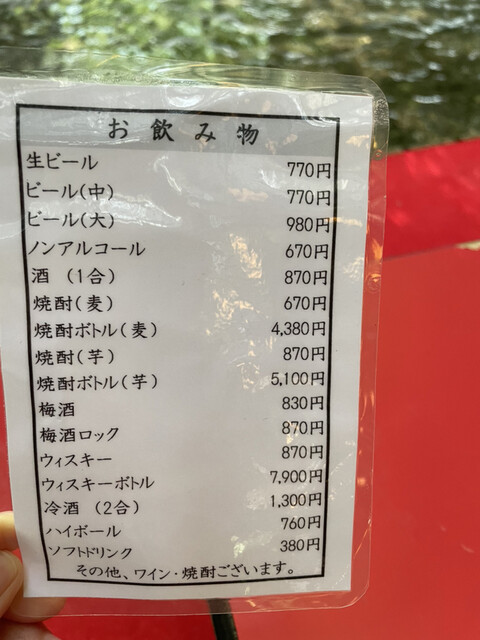 お飲み物
生ビール 770円
ビール(中) 770円
ビール(大) 980円
ノンアルコール 670円
酒 (1合) 870円
焼酎(麦) 670円
焼酎ボトル(麦) 4,380円
焼酎(芋) 870円
焼酎ボトル(芋) 5,100円
梅酒 830円
梅酒ロック 870円
ウィスキー 870円
ウィスキーボトル 7,900円
冷酒 (2合) 1,300円
ハイボール 760円
ソフトドリンク 380円
その他、ワイン・焼酎ございます。